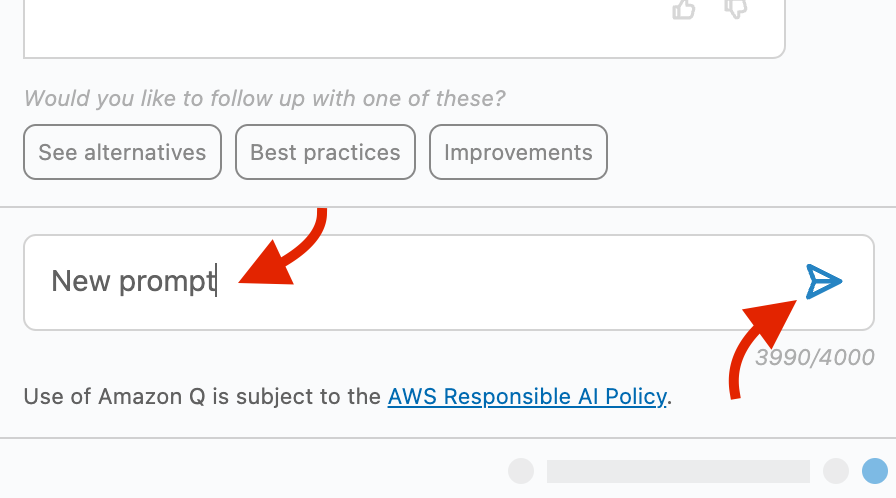 Would you like to follow up with one of these?
See alternatives Best practices Improvements
New prompt
3990/4000
Use of Amazon Q is subject to the AWS Responsible AI Policy.